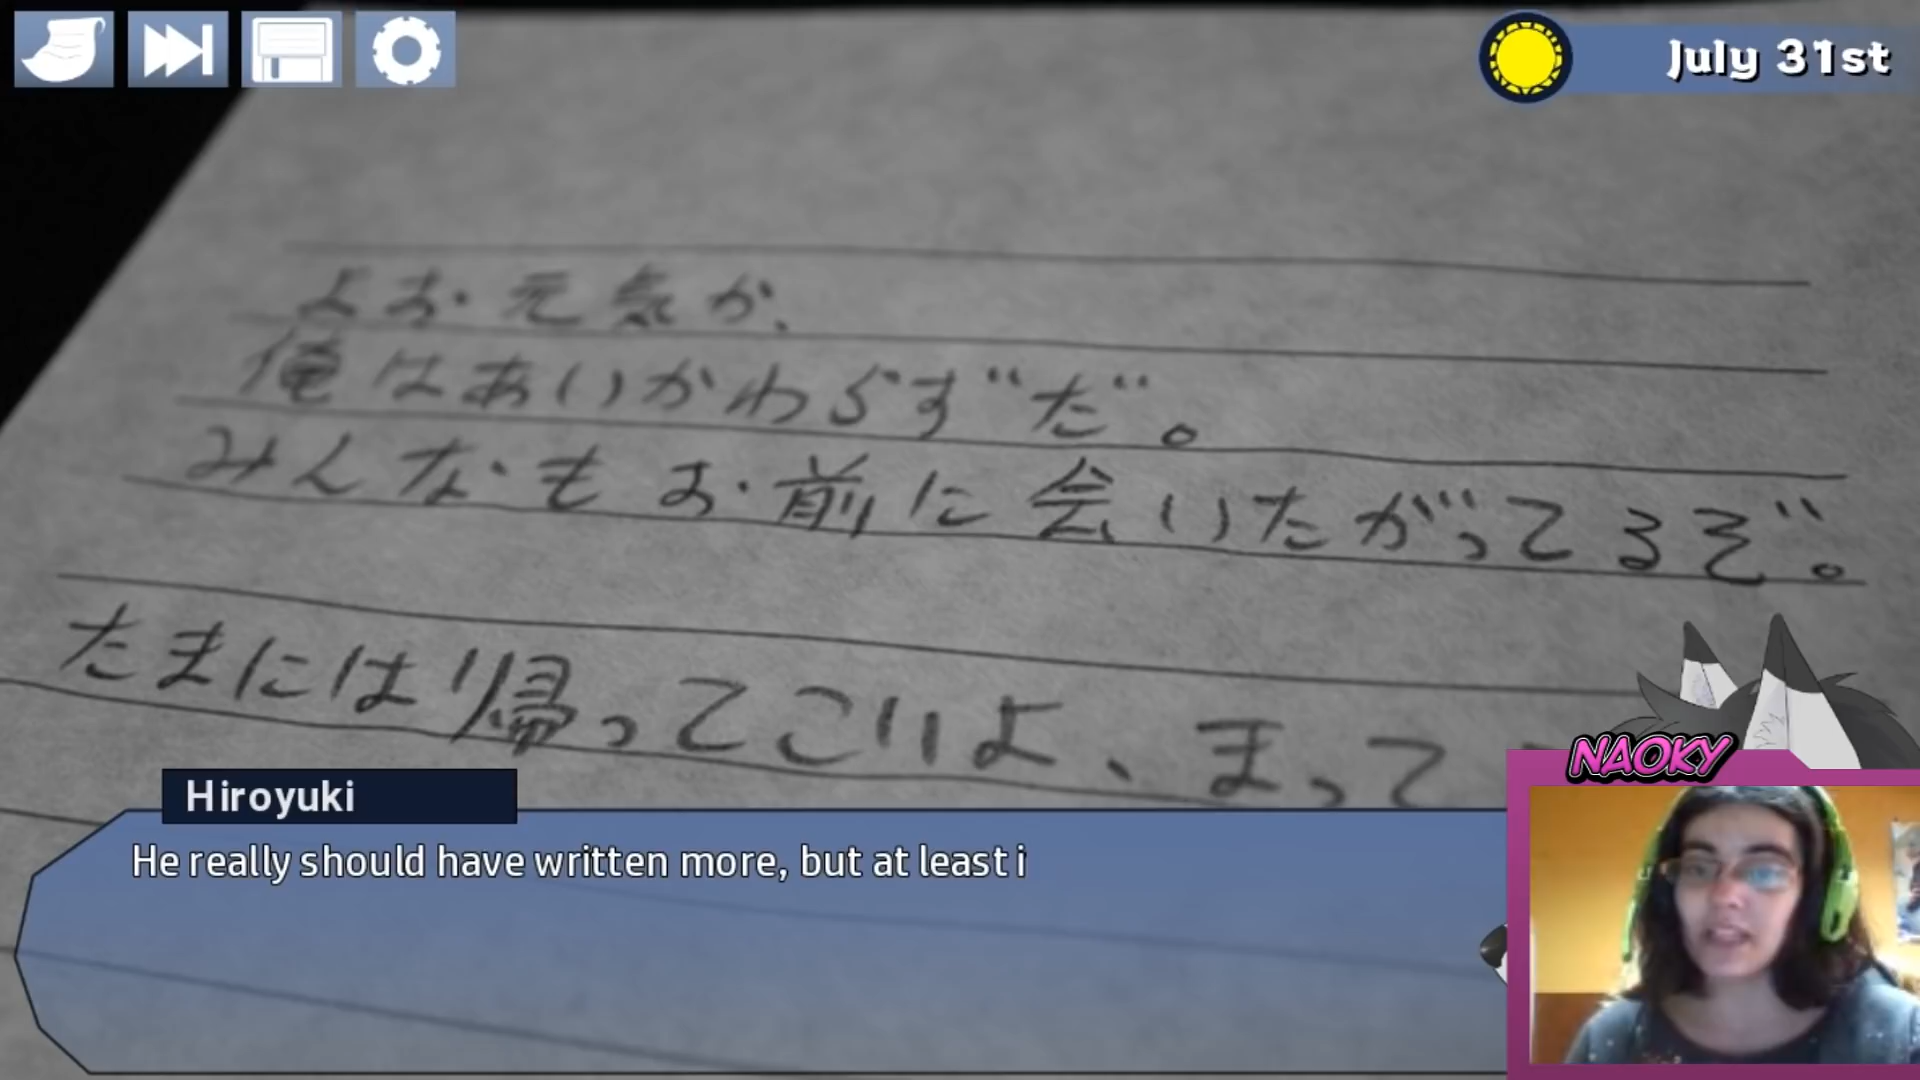 July 31st
よお元気か、
俺はあいかわらずだ。
みんなもお前に会いたがってるぞ。
たまには帰ってこいよ、まって
NAOKY
Hiroyuki
He really should have written more, but at least i